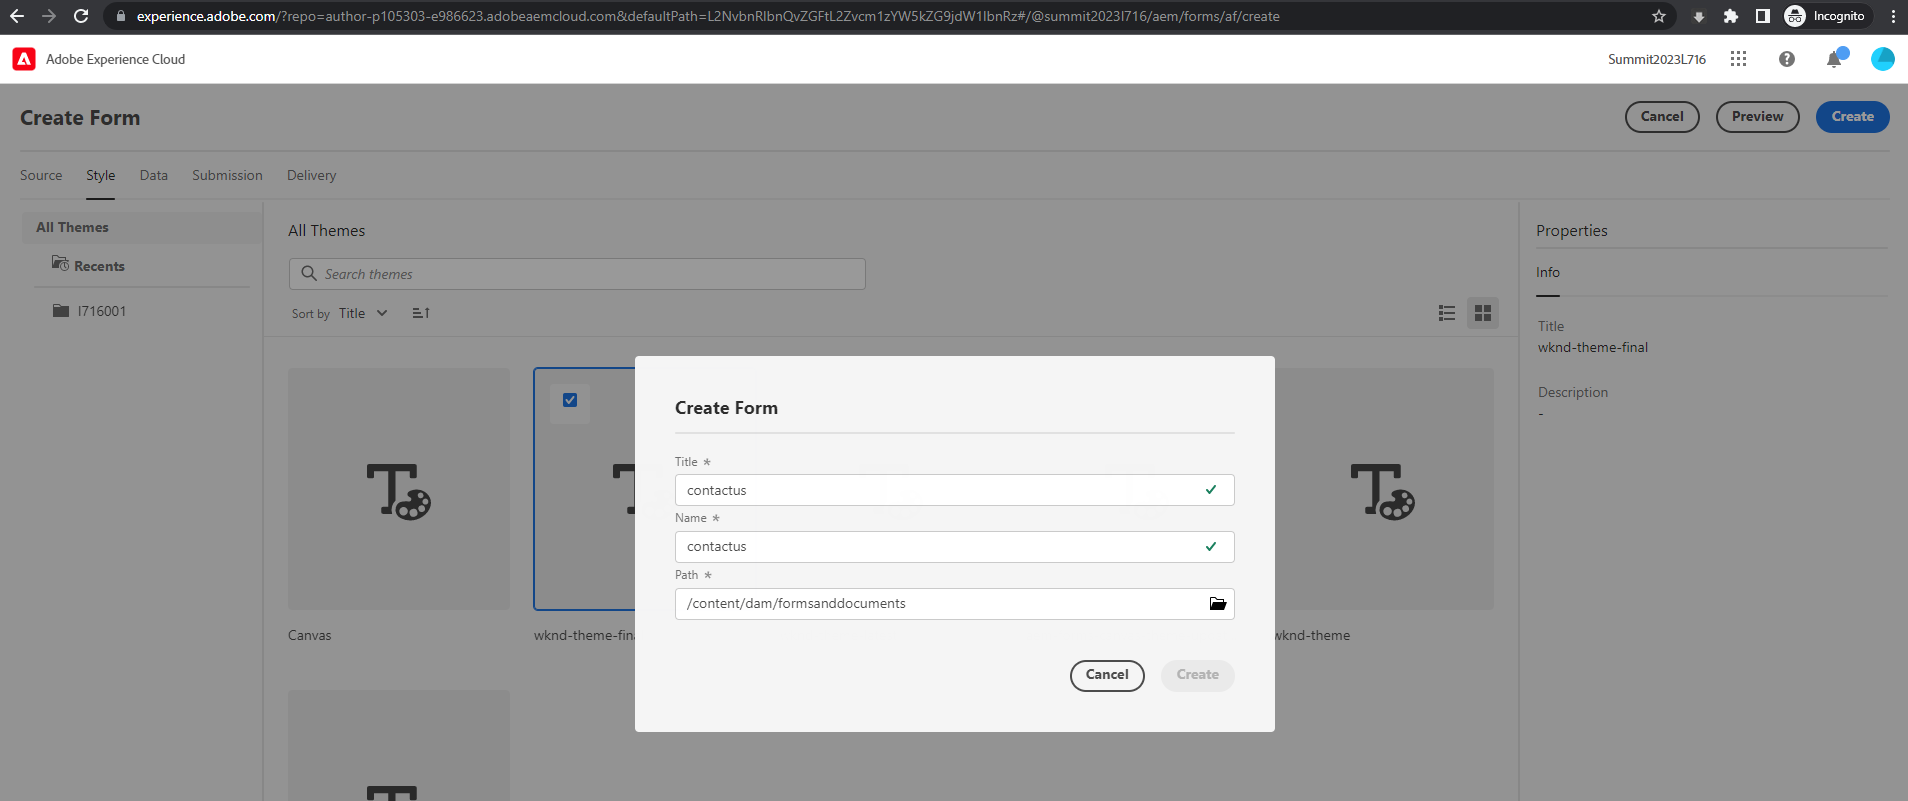 experience.adobe.com/?repo=author-p105303-e986623.adobeaemcloud.com&defaultPath=L2NvbnRlbnQvZGFtL2Zvcm1zYW5kZG9jdW1lbnRz#/@summit2023l716/aem/forms/af/create
Incognito
Adobe Experience Cloud
Summit2023L716
Create Form
Cancel
Preview
Create
Source
Style
Data
Submission
Delivery
All Themes
Recents
I716001
All Themes
Search themes
Sort by Title
Properties
Info
Title
wknd-theme-final
Description
-
Canvas
wknd-theme-fin
wknd-theme
Create Form
Title *
contactus
Name *
contactus
Path *
/content/dam/formsanddocuments
Cancel
Create